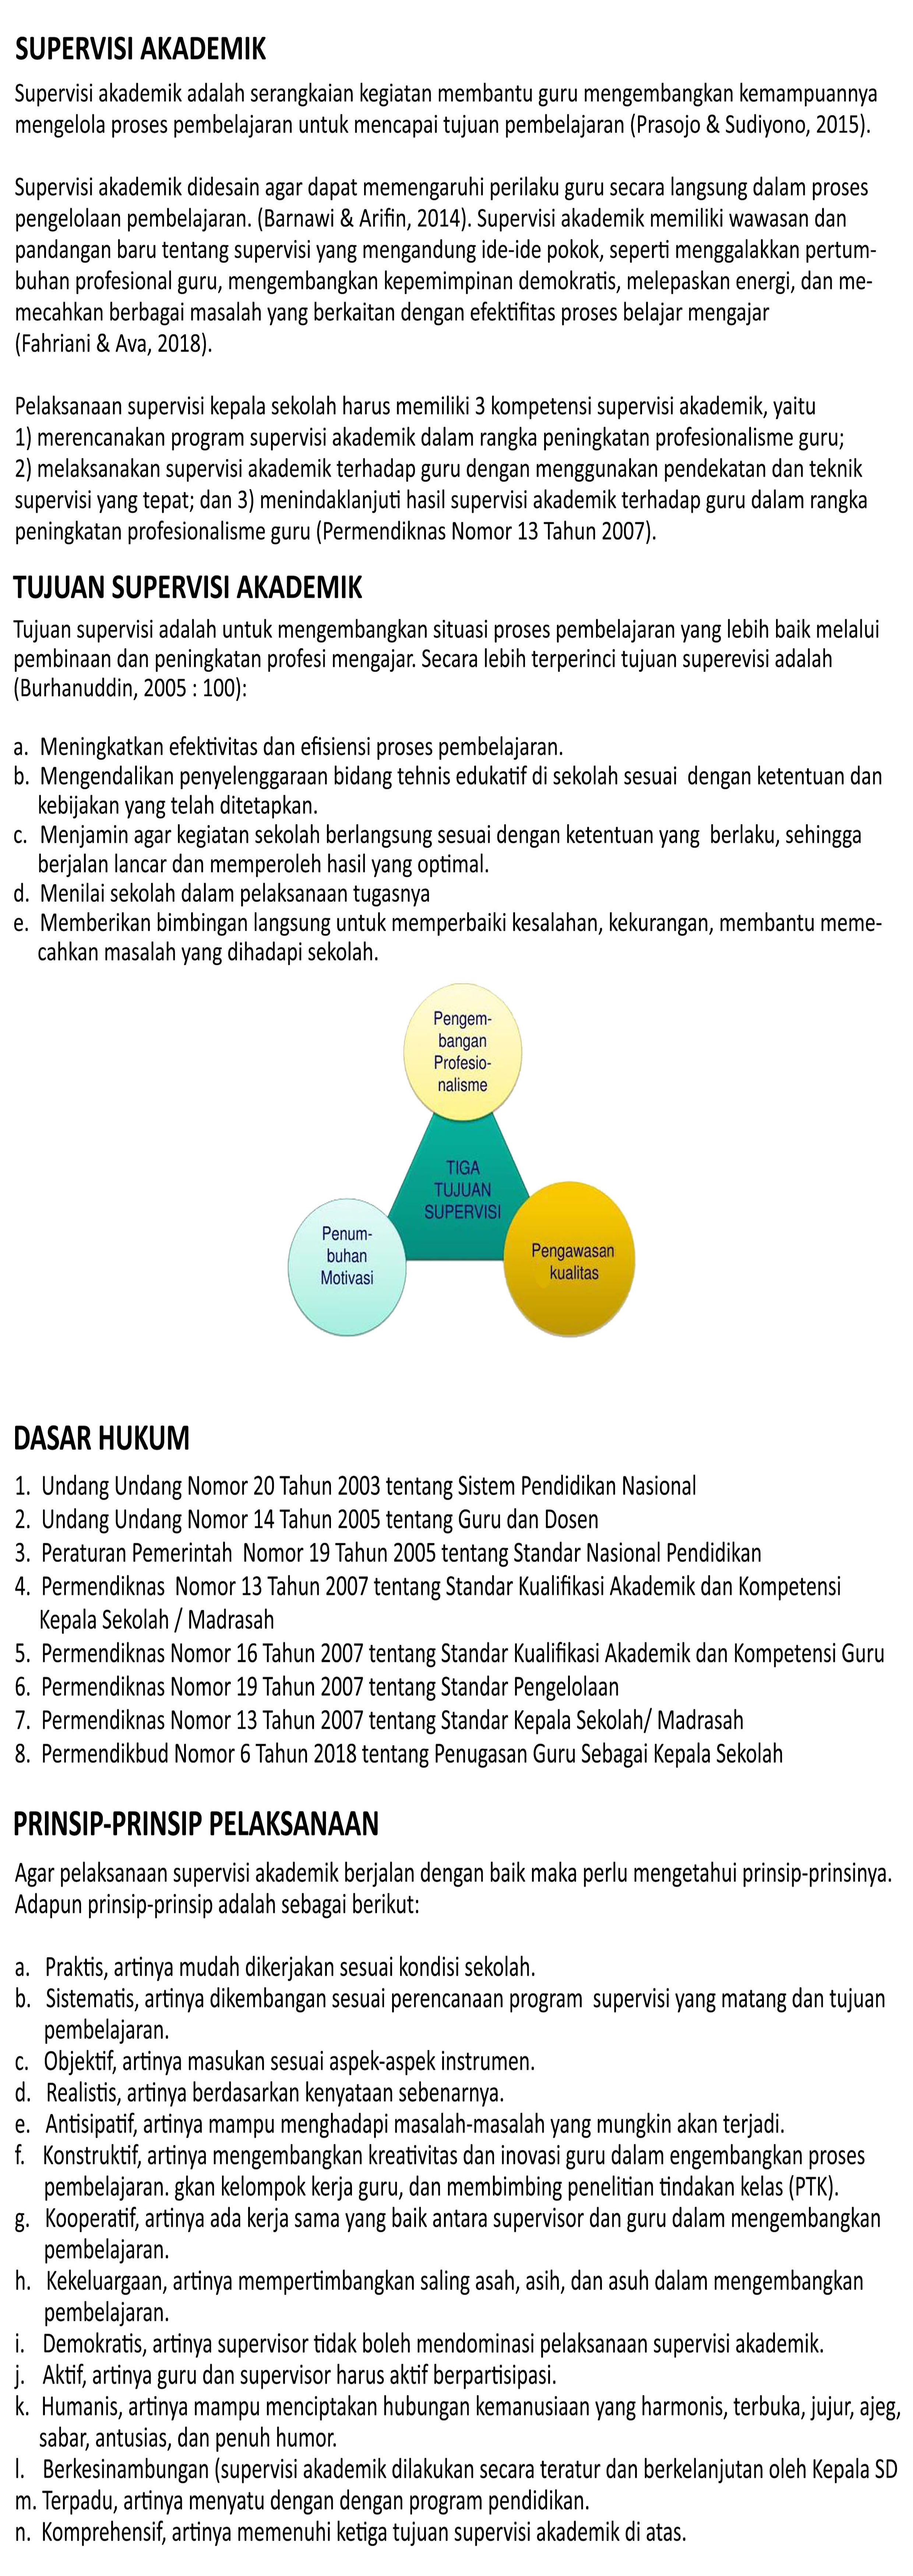 SUPERVISI AKADEMIK
Supervisi akademik adalah serangkaian kegiatan membantu guru mengembangkan kemampuannya
mengelola proses pembelajaran untuk mencapai tujuan pembelajaran (Prasojo & Sudiyono, 2015).
Supervisi akademik didesain agar dapat memengaruhi perilaku guru secara langsung dalam proses
pengelolaan pembelajaran. (Barnawi & Arifin, 2014). Supervisi akademik memiliki wawasan dan
pandangan baru tentang supervisi yang mengandung ide-ide pokok, seperti menggalakkan pertum-
buhan profesional guru, mengembangkan kepemimpinan demokratis, melepaskan energi, dan me-
mecahkan berbagai masalah yang berkaitan dengan efektifitas proses belajar mengajar
(Fahriani & Ava, 2018).
Pelaksanaan supervisi kepala sekolah harus memiliki 3 kompetensi supervisi akademik, yaitu
1) merencanakan program supervisi akademik dalam rangka peningkatan profesionalisme guru;
2) melaksanakan supervisi akademik terhadap guru dengan menggunakan pendekatan dan teknik
supervisi yang tepat; dan 3) menindaklanjuti hasil supervisi akademik terhadap guru dalam rangka
peningkatan profesionalisme guru (Permendiknas Nomor 13 Tahun 2007).
TUJUAN SUPERVISI AKADEMIK
Tujuan supervisi adalah untuk mengembangkan situasi proses pembelajaran yang lebih baik melalui
pembinaan dan peningkatan profesi mengajar. Secara lebih terperinci tujuan superevisi adalah
(Burhanuddin, 2005 : 100):
a. Meningkatkan efektivitas dan efisiensi proses pembelajaran.
b. Mengendalikan penyelenggaraan bidang tehnis edukatif di sekolah sesuai dengan ketentuan dan
kebijakan yang telah ditetapkan.
c. Menjamin agar kegiatan sekolah berlangsung sesuai dengan ketentuan yang berlaku, sehingga
berjalan lancar dan memperoleh hasil yang optimal.
d. Menilai sekolah dalam pelaksanaan tugasnya
e. Memberikan bimbingan langsung untuk memperbaiki kesalahan, kekurangan, membantu meme-
cahkan masalah yang dihadapi sekolah.
Pengem-
bangan
Profesio-
nalisme
TIGA
TUJUAN
SUPERVISI
Penum-
buhan
Motivasi
Pengawasan
kualitas
DASAR HUKUM
1. Undang Undang Nomor 20 Tahun 2003 tentang Sistem Pendidikan Nasional
2. Undang Undang Nomor 14 Tahun 2005 tentang Guru dan Dosen
3. Peraturan Pemerintah Nomor 19 Tahun 2005 tentang Standar Nasional Pendidikan
4. Permendiknas Nomor 13 Tahun 2007 tentang Standar Kualifikasi Akademik dan Kompetensi
Kepala Sekolah / Madrasah
5. Permendiknas Nomor 16 Tahun 2007 tentang Standar Kualifikasi Akademik dan Kompetensi Guru
6. Permendiknas Nomor 19 Tahun 2007 tentang Standar Pengelolaan
7. Permendiknas Nomor 13 Tahun 2007 tentang Standar Kepala Sekolah/ Madrasah
8. Permendikbud Nomor 6 Tahun 2018 tentang Penugasan Guru Sebagai Kepala Sekolah
PRINSIP-PRINSIP PELAKSANAAN
Agar pelaksanaan supervisi akademik berjalan dengan baik maka perlu mengetahui prinsip-prinsinya.
Adapun prinsip-prinsip adalah sebagai berikut:
a. Praktis, artinya mudah dikerjakan sesuai kondisi sekolah.
b. Sistematis, artinya dikembangan sesuai perencanaan program supervisi yang matang dan tujuan
pembelajaran.
c. Objektif, artinya masukan sesuai aspek-aspek instrumen.
d. Realistis, artinya berdasarkan kenyataan sebenarnya.
e. Antisipatif, artinya mampu menghadapi masalah-masalah yang mungkin akan terjadi.
f. Konstruktif, artinya mengembangkan kreativitas dan inovasi guru dalam engembangkan proses
pembelajaran. gkan kelompok kerja guru, dan membimbing penelitian tindakan kelas (PTK).
g. Kooperatif, artinya ada kerja sama yang baik antara supervisor dan guru dalam mengembangkan
pembelajaran.
h. Kekeluargaan, artinya mempertimbangkan saling asah, asih, dan asuh dalam mengembangkan
pembelajaran.
i. Demokratis, artinya supervisor tidak boleh mendominasi pelaksanaan supervisi akademik.
j. Aktif, artinya guru dan supervisor harus aktif berpartisipasi.
k. Humanis, artinya mampu menciptakan hubungan kemanusiaan yang harmonis, terbuka, jujur, ajeg,
sabar, antusias, dan penuh humor.
l. Berkesinambungan (supervisi akademik dilakukan secara teratur dan berkelanjutan oleh Kepala SD
m. Terpadu, artinya menyatu dengan dengan program pendidikan.
n. Komprehensif, artinya memenuhi ketiga tujuan supervisi akademik di atas.